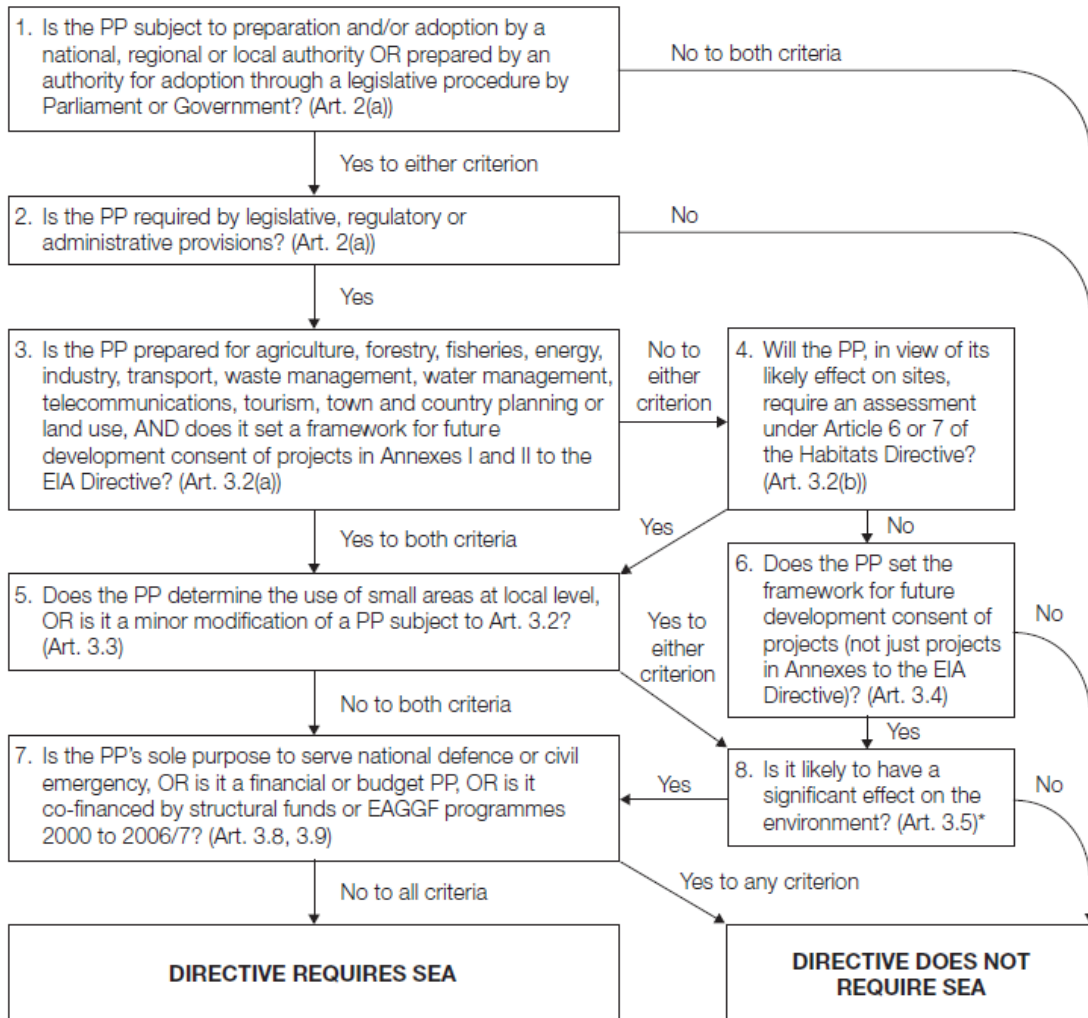 1. Is the PP subject to preparation and/or adoption by a
national, regional or local authority OR prepared by an
authority for adoption through a legislative procedure by
Parliament or Government? (Art. 2(a))
No to both criteria
Yes to either criterion
2. Is the PP required by legislative, regulatory or
administrative provisions? (Art. 2(a))
No
Yes
3. Is the PP prepared for agriculture, forestry, fisheries, energy,
industry, transport, waste management, water management,
telecommunications, tourism, town and country planning or
land use, AND does it set a framework for future
development consent of projects in Annexes I and II to the
EIA Directive? (Art. 3.2(a))
No to
either
criterion
4. Will the PP, in view of its
likely effect on sites,
require an assessment
under Article 6 or 7 of
the Habitats Directive?
(Art. 3.2(b))
Yes to both criteria
Yes
No
5. Does the PP determine the use of small areas at local level,
OR is it a minor modification of a PP subject to Art. 3.2?
(Art. 3.3)
Yes to
either
criterion
6. Does the PP set the
framework for future
development consent of
projects (not just projects
in Annexes to the EIA
Directive)? (Art. 3.4)
No
No to both criteria
Yes
7. Is the PP's sole purpose to serve national defence or civil
emergency, OR is it a financial or budget PP, OR is it
co-financed by structural funds or EAGGF programmes
2000 to 2006/7? (Art. 3.8, 3.9)
Yes
8. Is it likely to have a
significant effect on the
environment? (Art. 3.5)*
No
No to all criteria
Yes to any criterion
DIRECTIVE REQUIRES SEA
DIRECTIVE DOES NOT
REQUIRE SEA